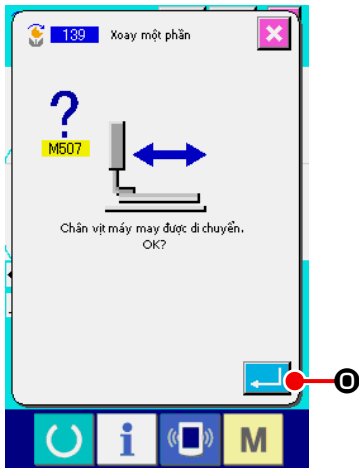 139 Xoay một phần
?
M507
Chân vịt máy may được di chuyển.
OK?
O
i M